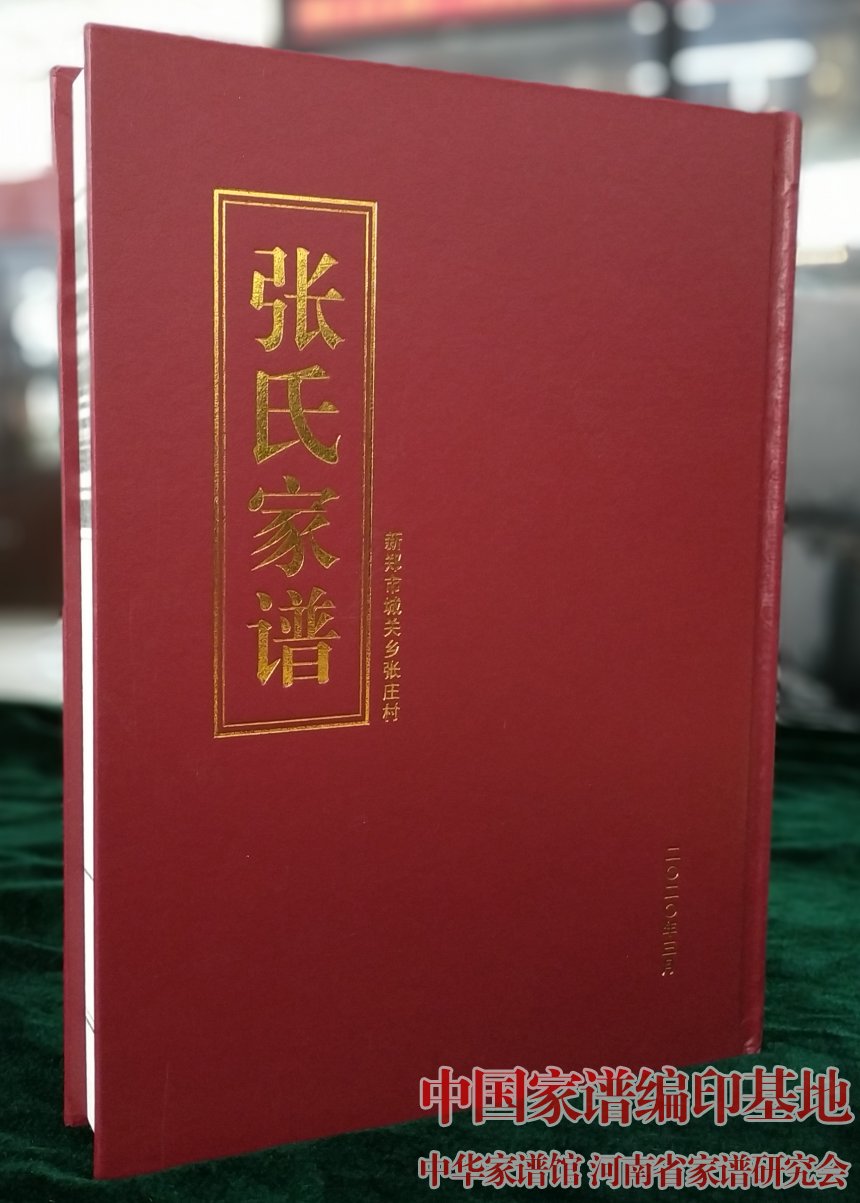 张氏家谱
新郑市城关乡张庄村
二〇二〇年三月
中国家谱编印基地
中华家谱馆 河南省家谱研究会